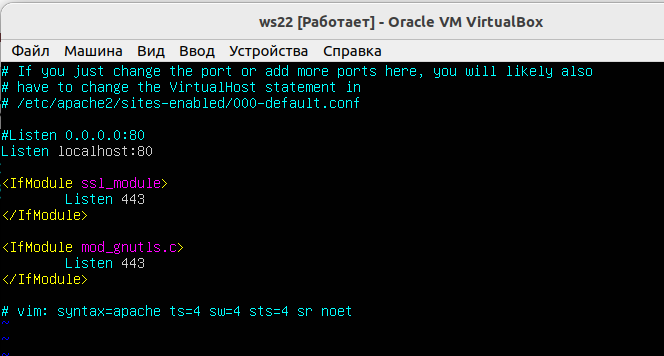 ws22 [Работает] - Oracle VM VirtualBox
Файл Машина Вид Ввод Устройства Справка
# If you just change the port or add more ports here, you will likely also
# have to change the VirtualHost statement in
# /etc/apache2/sites-enabled/000-default.conf
#Listen 0.0.0.0:80
Listen localhost:80
<IfModule ssl_module>
Listen 443
</IfModule>
<IfModule mod_gnutls.c>
Listen 443
</IfModule>
# vim: syntax=apache ts=4 sw=4 sts=4 sr noet
~
~
~